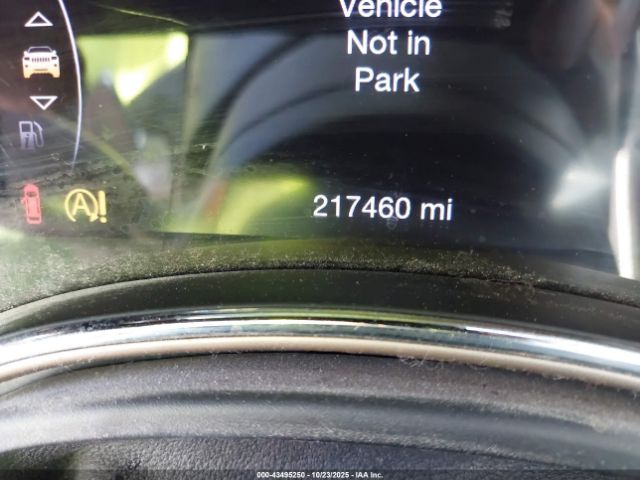 Vehicle
Not in
Park
A!
217460 mi
000-43495250 - 10/23/2025 - IAA Inc.